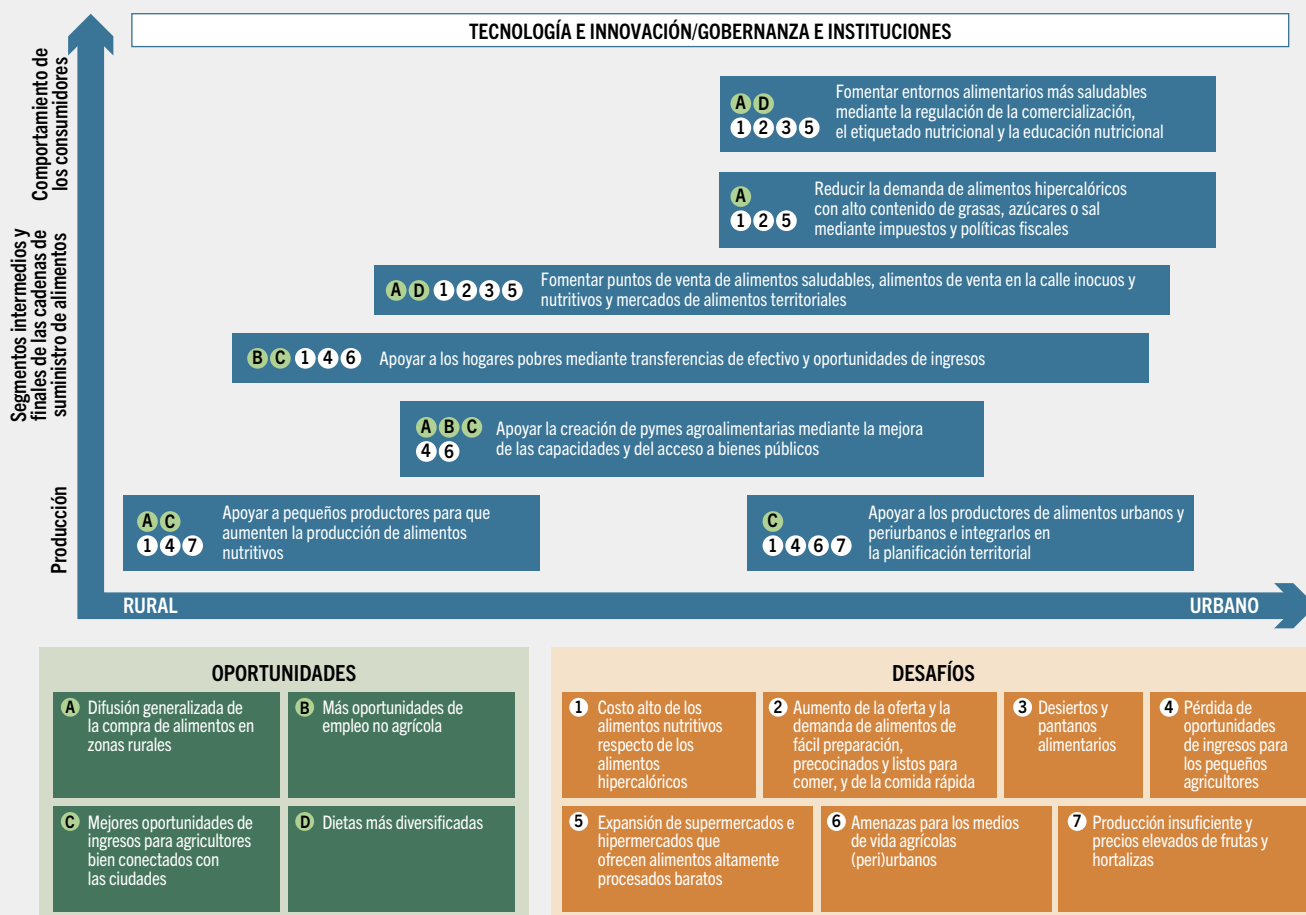 TECNOLOGÍA E INNOVACIÓN/GOBERNANZA E INSTITUCIONES
Comportamiento de
los consumidores
A D
1 2 3 5
Fomentar entornos alimentarios más saludables
mediante la regulación de la comercialización,
el etiquetado nutricional y la educación nutricional
A
1 2 5
Reducir la demanda de alimentos hipercalóricos
con alto contenido de grasas, azúcares o sal
mediante impuestos y políticas fiscales
Segmentos intermedios y
finales de las cadenas de
suministro de alimentos
A D 1 2 3 5
Fomentar puntos de venta de alimentos saludables, alimentos de venta en la calle inocuos y
nutritivos y mercados de alimentos territoriales
B C 1 4 6 Apoyar a los hogares pobres mediante transferencias de efectivo y oportunidades de ingresos
A B C
4 6
Apoyar la creación de pymes agroalimentarias mediante la mejora
de las capacidades y del acceso a bienes públicos
Producción
A C
1 4 7
Apoyar a pequeños productores para que
aumenten la producción de alimentos
nutritivos
C
1 4 6 7
Apoyar a los productores de alimentos urbanos y
periurbanos e integrarlos en
la planificación territorial
RURAL
URBANO
OPORTUNIDADES
A Difusión generalizada de
la compra de alimentos en
zonas rurales
B Más oportunidades de
empleo no agrícola
C Mejores oportunidades de
ingresos para agricultores
bien conectados con
las ciudades
D Dietas más diversificadas
DESAFÍOS
1 Costo alto de los
alimentos nutritivos
respecto de los
alimentos
hipercalóricos
2 Aumento de la oferta y la
demanda de alimentos de
fácil preparación,
precocinados y listos para
comer, y de la comida rápida
3 Desiertos y
pantanos
alimentarios
4 Pérdida de
oportunidades
de ingresos para
los pequeños
agricultores
5 Expansión de supermercados e
hipermercados que
ofrecen alimentos altamente
procesados baratos
6 Amenazas para los medios
de vida agrícolas
(peri)urbanos
7 Producción insuficiente y
precios elevados de frutas y
hortalizas